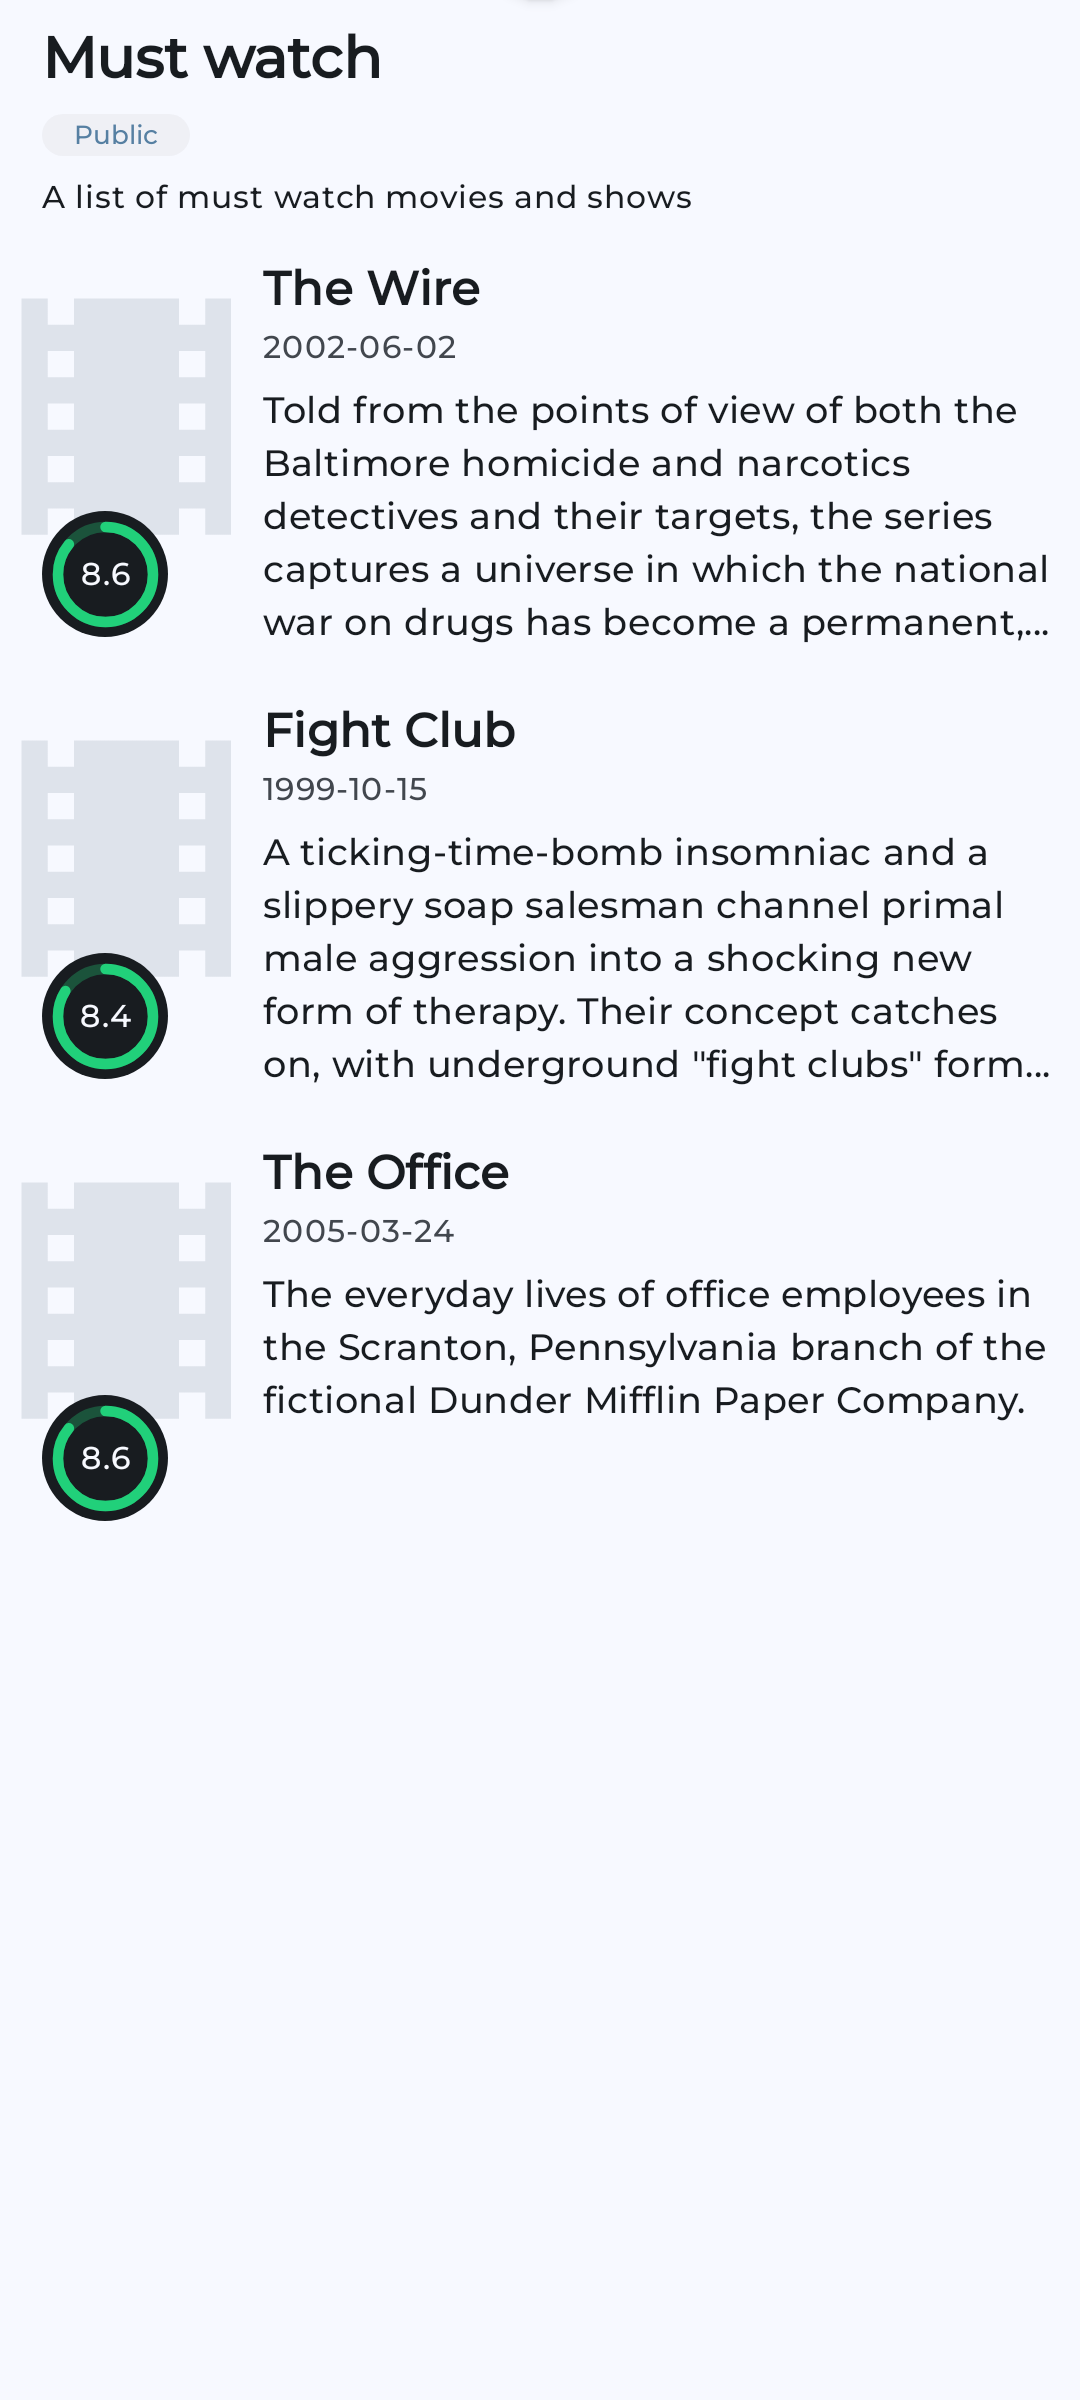 Must watch
Public
A list of must watch movies and shows
The Wire
2002-06-02
Told from the points of view of both the
Baltimore homicide and narcotics
detectives and their targets, the series
captures a universe in which the national
war on drugs has become a permanent,...
8.6
Fight Club
1999-10-15
A ticking-time-bomb insomniac and a
slippery soap salesman channel primal
male aggression into a shocking new
form of therapy. Their concept catches
on, with underground "fight clubs" form...
8.4
The Office
2005-03-24
The everyday lives of office employees in
the Scranton, Pennsylvania branch of the
fictional Dunder Mifflin Paper Company.
8.6